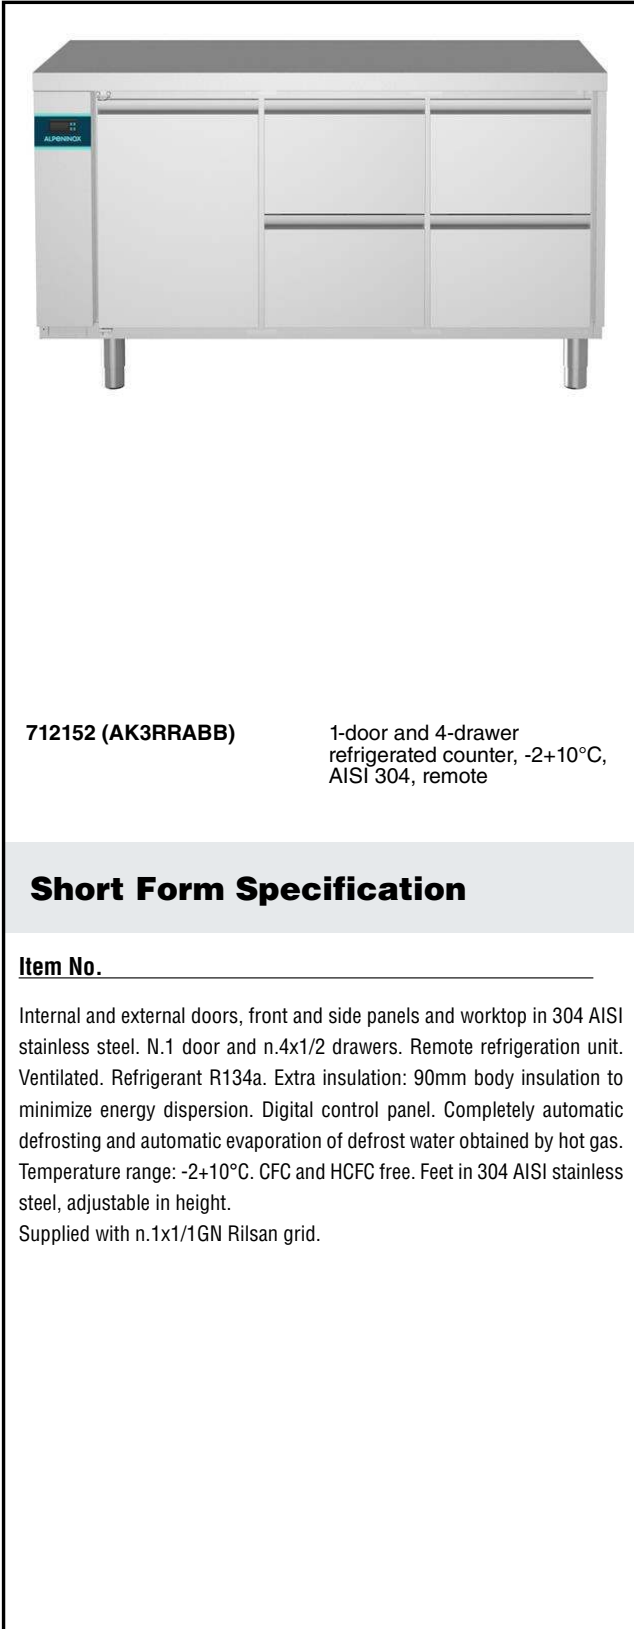 ALPENINOX
712152 (AK3RRABB)
1-door and 4-drawer
refrigerated counter, -2+10°C,
AISI 304, remote
Short Form Specification
Item No.
Internal and external doors, front and side panels and worktop in 304 AISI
stainless steel. N.1 door and n.4x1/2 drawers. Remote refrigeration unit.
Ventilated. Refrigerant R134a. Extra insulation: 90mm body insulation to
minimize energy dispersion. Digital control panel. Completely automatic
defrosting and automatic evaporation of defrost water obtained by hot gas.
Temperature range: -2+10°C. CFC and HCFC free. Feet in 304 AISI stainless
steel, adjustable in height.
Supplied with n.1x1/1GN Rilsan grid.